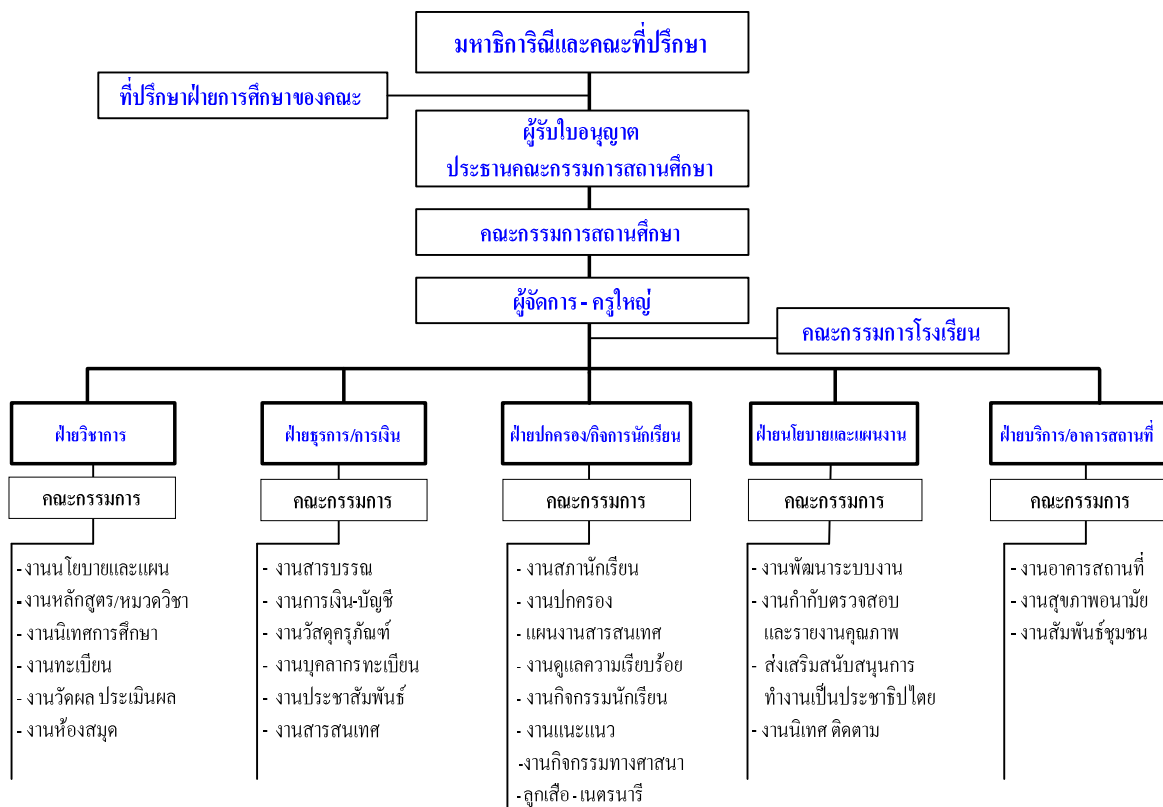 มหาธิการิณีและคณะที่ปรึกษา
ที่ปรึกษาฝ่ายการศึกษาของคณะ
ผู้รับใบอนุญาต
ประธานคณะกรรมการสถานศึกษา
คณะกรรมการสถานศึกษา
ผู้จัดการ - ครูใหญ่
คณะกรรมการโรงเรียน
ฝ่ายวิชาการ
คณะกรรมการ
-งานนโยบายและแผน
-งานหลักสูตร/หมวดวิชา
- งานนิเทศการศึกษา
- งานทะเบียน
- งานวัดผล ประเมินผล
- งานห้องสมุด
ฝ่ายธุรการ/การเงิน
คณะกรรมการ
- งานสารบรรณ
- งานการเงิน-บัญชี
- งานวัสดุครุภัณฑ์
- งานบุคลากรทะเบียน
- งานประชาสัมพันธ์
- งานสารสนเทศ
ฝ่ายปกครอง/กิจการนักเรียน
คณะกรรมการ
- งานสภานักเรียน
- งานปกครอง
- แผนงานสารสนเทศ
- งานดูแลความเรียบร้อย
- งานกิจกรรมนักเรียน
- งานแนะแนว
-งานกิจกรรมทางศาสนา
-ลูกเสือ - เนตรนารี
ฝ่ายนโยบายและแผนงาน
คณะกรรมการ
- งานพัฒนาระบบงาน
- งานกำกับตรวจสอบ
และรายงานคุณภาพ
- ส่งเสริมสนับสนุนการ
ทำงานเป็นประชาธิปไตย
- งานนิเทศ ติดตาม
ฝ่ายบริการ/อาคารสถานที่
คณะกรรมการ
- งานอาคารสถานที่
- งานสุขภาพอนามัย
- งานสัมพันธ์ชุมชน